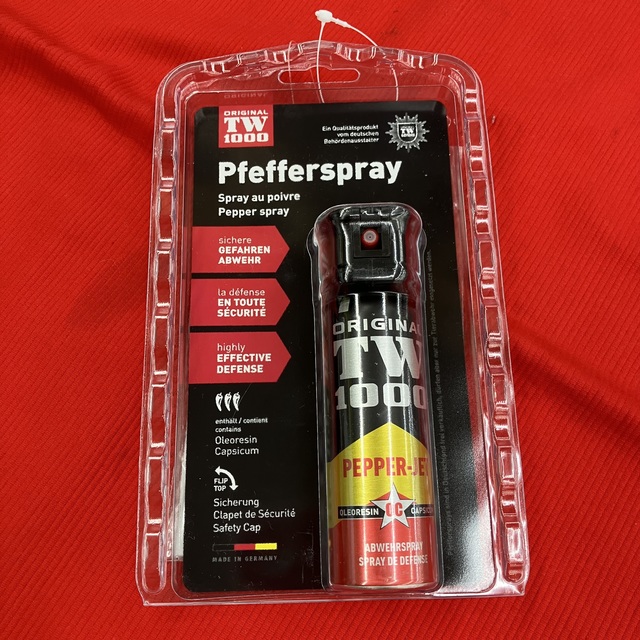 ORIGINAL
TW
1000
Ein Qualitätsprodukt
vom deutschen
Behördenausstatter
TW
1000
Pfefferspray
Spray au poivre
Pepper spray
sichere
GEFAHREN
ABWEHR
la défense
EN TOUTE
SÉCURITÉ
highly
EFFECTIVE
DEFENSE
enthält / contient
contains
Oleoresin
Capsicum
FLIP
TOP
Sicherung
Clapet de Sécurité
Safety Cap
MADE IN GERMANY
ORIGINAL
TW
1000
PEPPER-JET
OLEORESIN OC CAPSICUM
ABWEHRSPRAY
SPRAY DE DEFENSE